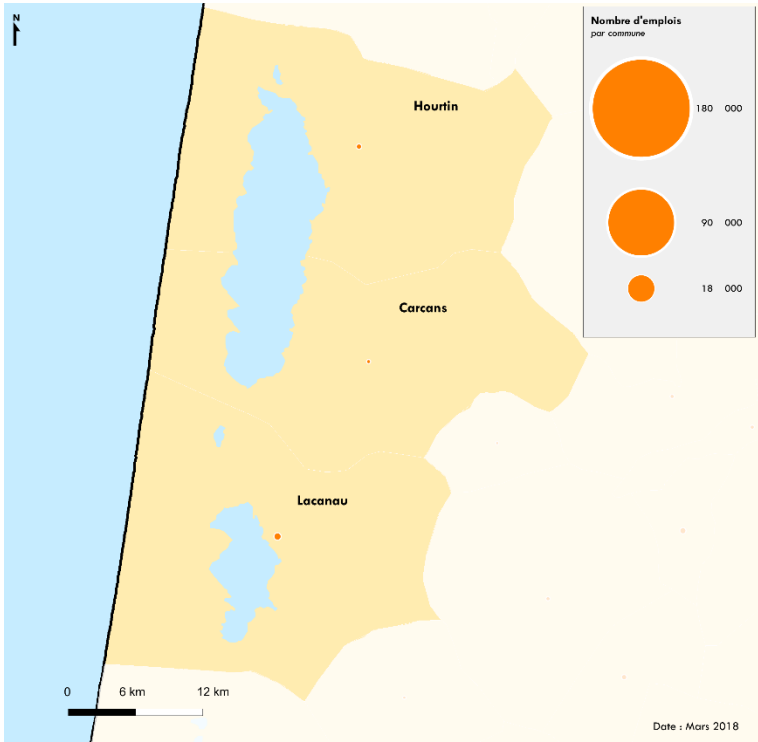 N
Nombre d'emplois
par commune
180 000
90 000
18 000
Hourtin
Carcans
Lacanau
0 6 km 12 km
Date : Mars 2018